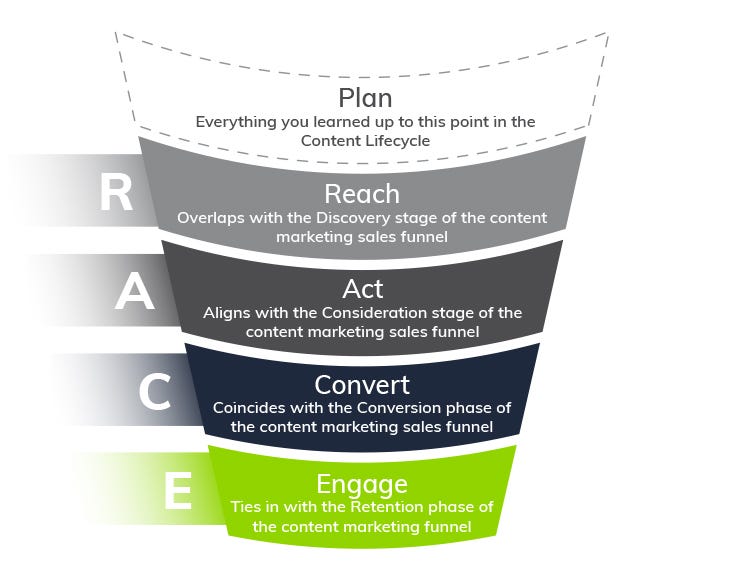 Plan
Everything you learned up to this point in the
Content Lifecycle
R
Reach
Overlaps with the Discovery stage of the content
marketing sales funnel
A
Act
Aligns with the Consideration stage of the
content marketing sales funnel
C
Convert
Coincides with the Conversion phase of
the content marketing sales funnel
E
Engage
Ties in with the Retention phase of
the content marketing funnel